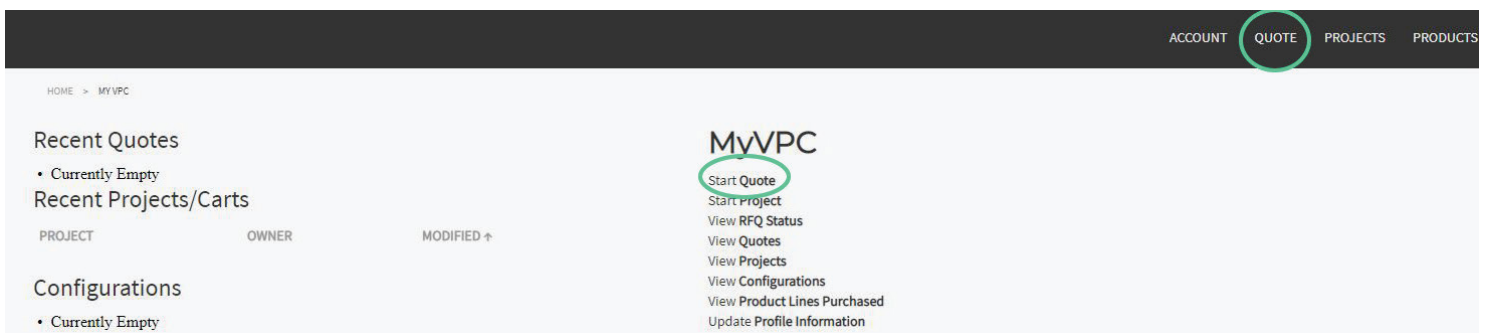 ACCOUNT QUOTE PROJECTS PRODUCTS
HOME > MY VPC
Recent Quotes
• Currently Empty
Recent Projects/Carts
PROJECT OWNER MODIFIED ↑
Configurations
• Currently Empty
MyVPC
Start Quote
Start Project
View RFQ Status
View Quotes
View Projects
View Configurations
View Product Lines Purchased
Update Profile Information